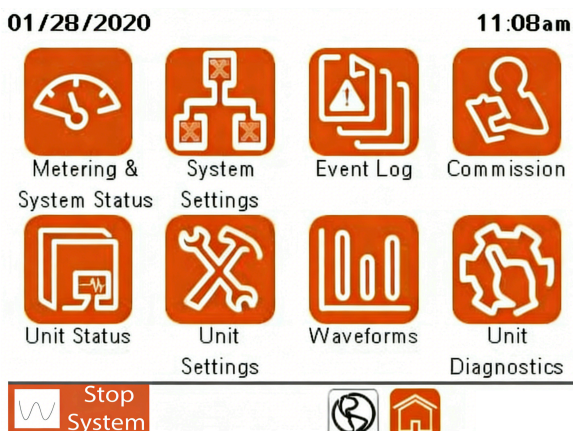 01/28/2020 11:08am
Metering & System Status
System Settings
Event Log
Commission
Unit Status
Unit Settings
Waveforms
Unit Diagnostics
Stop System